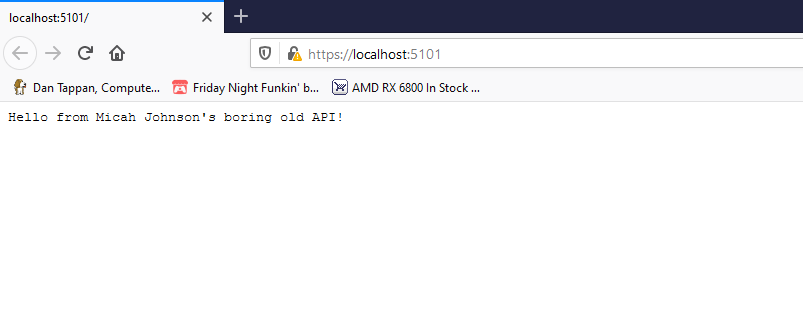 localhost:5101/
https://localhost:5101
Dan Tappan, Compute... Friday Night Funkin' b... AMD RX 6800 In Stock ...
Hello from Micah Johnson's boring old API!